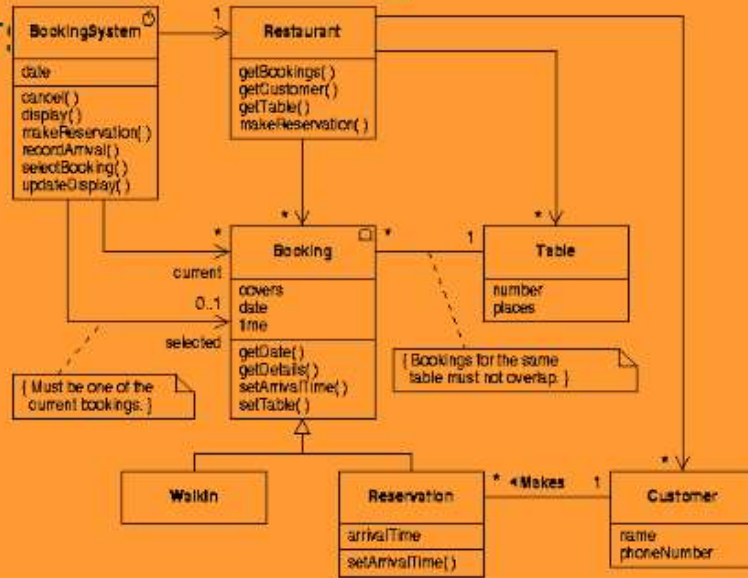 BookingSystem
date
cancel( )
display( )
makeReservation( )
recordArrival( )
selectBooking( )
updateDisplay( )
1
Restaurant
getBookings( )
getCustomer( )
getTable( )
makeReservation( )
*
current
0..1
selected
*
Booking
covers
date
time
getDate( )
getDetails( )
setArrivalTime( )
setTable( )
*
1
*
Table
number
places
{ Must be one of the
current bookings. }
{ Bookings for the same
table must not overlap. }
WalkIn
Reservation
arrivalTime
setArrivalTime( )
* ◂Makes 1
*
Customer
name
phoneNumber